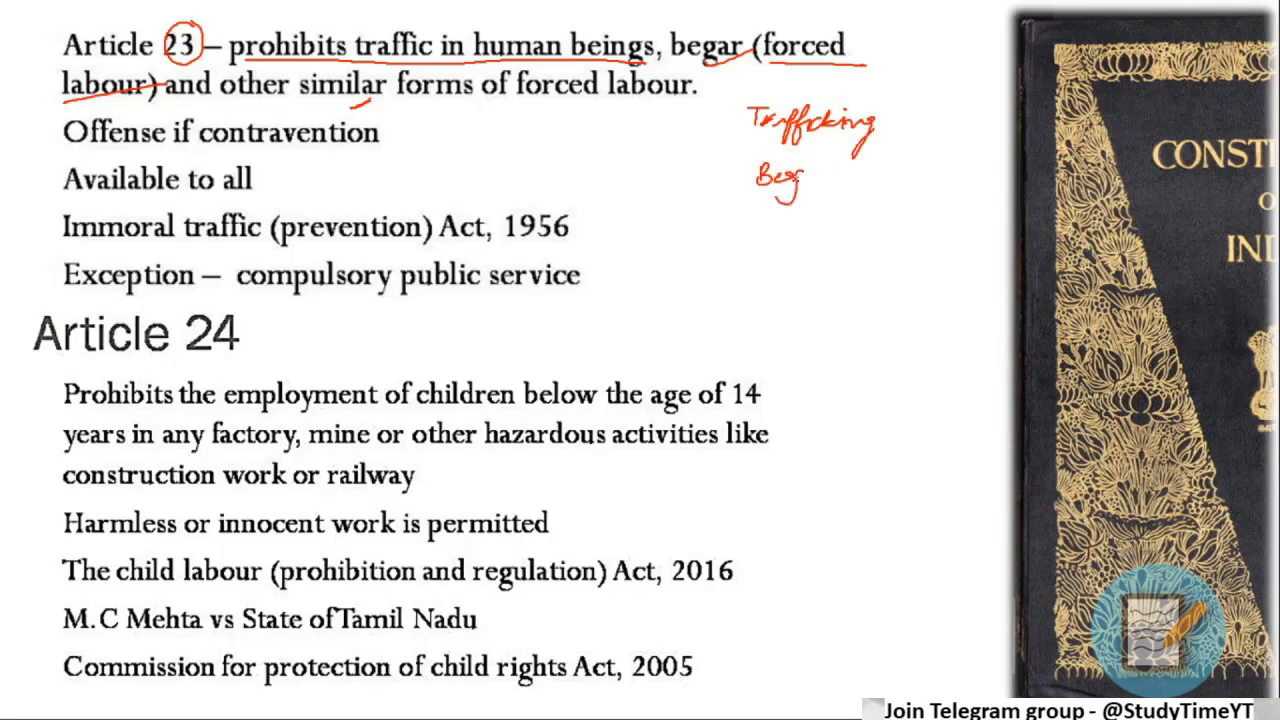 Article 23 – prohibits traffic in human beings, begar (forced
labour) and other similar forms of forced labour.
Trafficking
Beg
Offense if contravention
Available to all
Immoral traffic (prevention) Act, 1956
Exception – compulsory public service
Article 24
Prohibits the employment of children below the age of 14
years in any factory, mine or other hazardous activities like
construction work or railway
Harmless or innocent work is permitted
The child labour (prohibition and regulation) Act, 2016
M.C Mehta vs State of Tamil Nadu
Commission for protection of child rights Act, 2005
CONST
O
IND
Join Telegram group - @StudyTimeYT